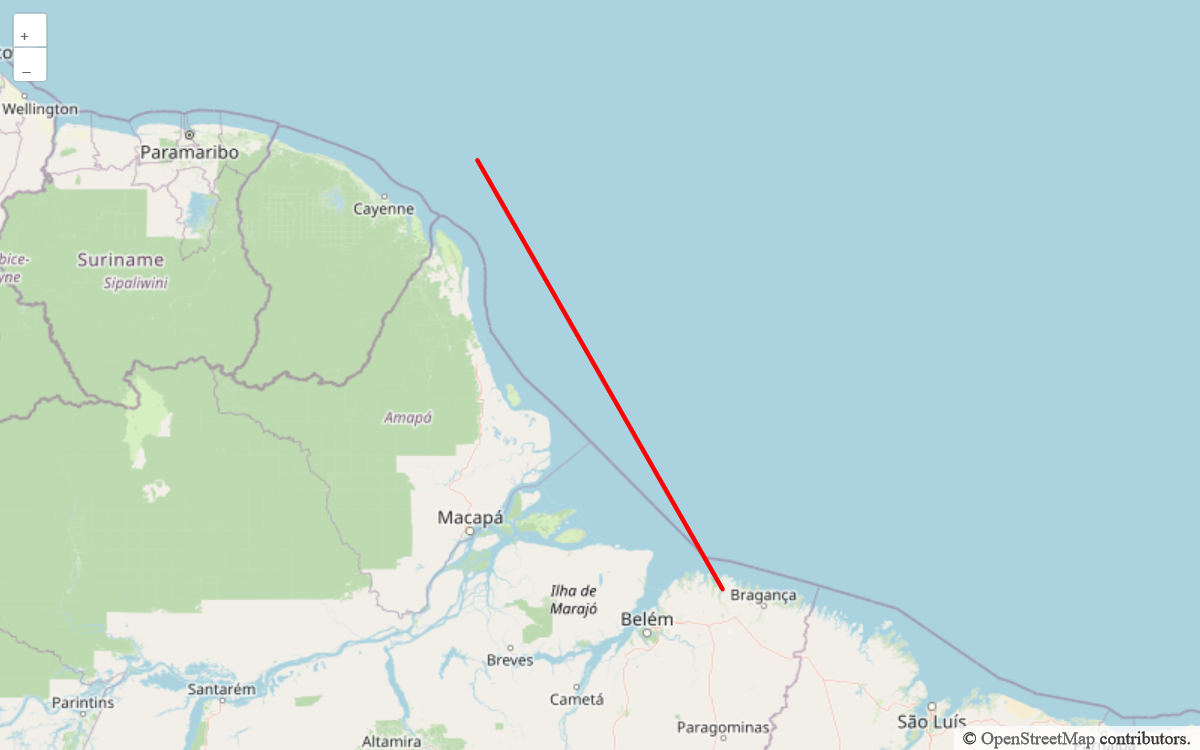 +
–
Wellington
Paramaribo
Cayenne
Suriname
Sipaliwini
Amapá
Macapá
Ilha de
Marajó
Bragança
Belém
Breves
Santarém
Cametá
Parintins
São Luís
Paragominas
Altamira
© OpenStreetMap contributors.